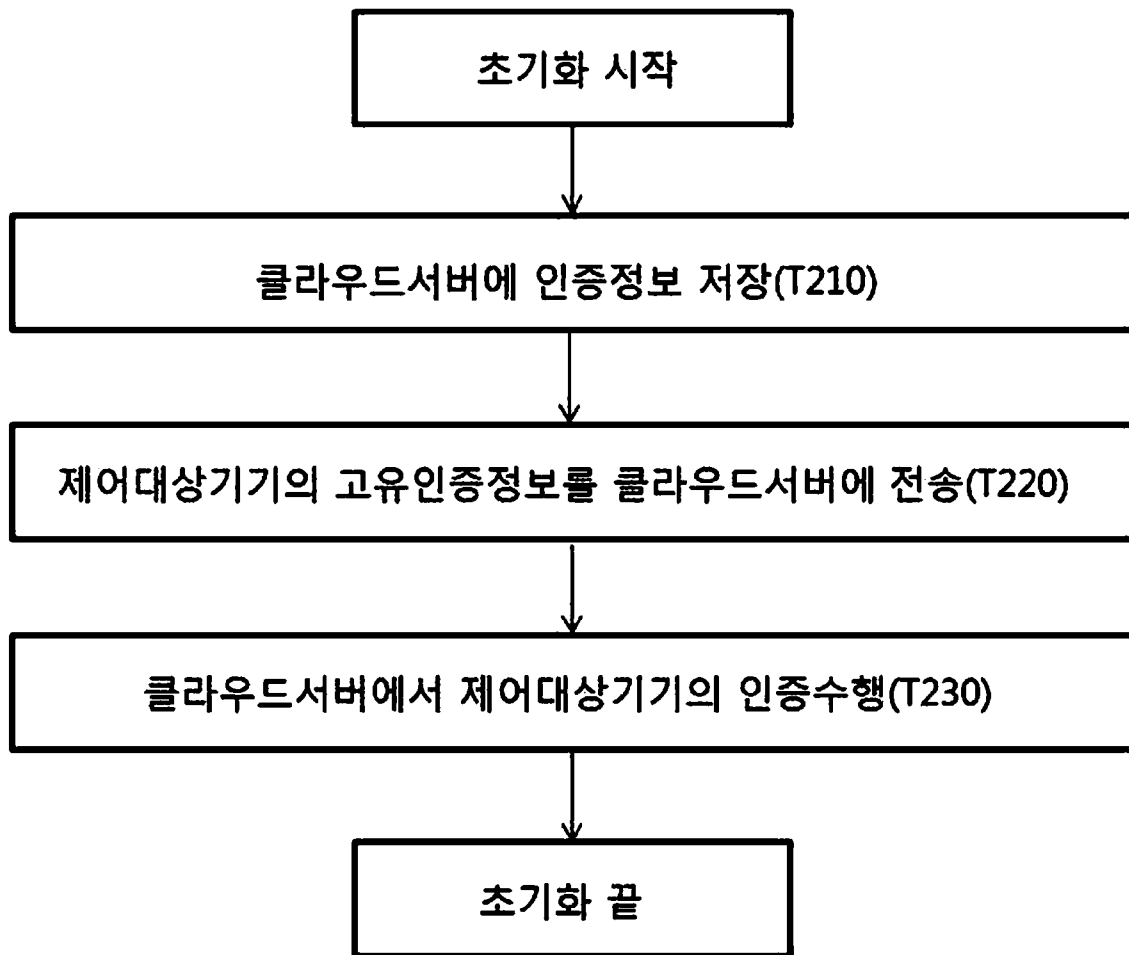 초기화 시작
클라우드서버에 인증정보 저장(T210)
제어대상기기의 고유인증정보를 클라우드서버에 전송(T220)
클라우드서버에서 제어대상기기의 인증수행(T230)
초기화 끝